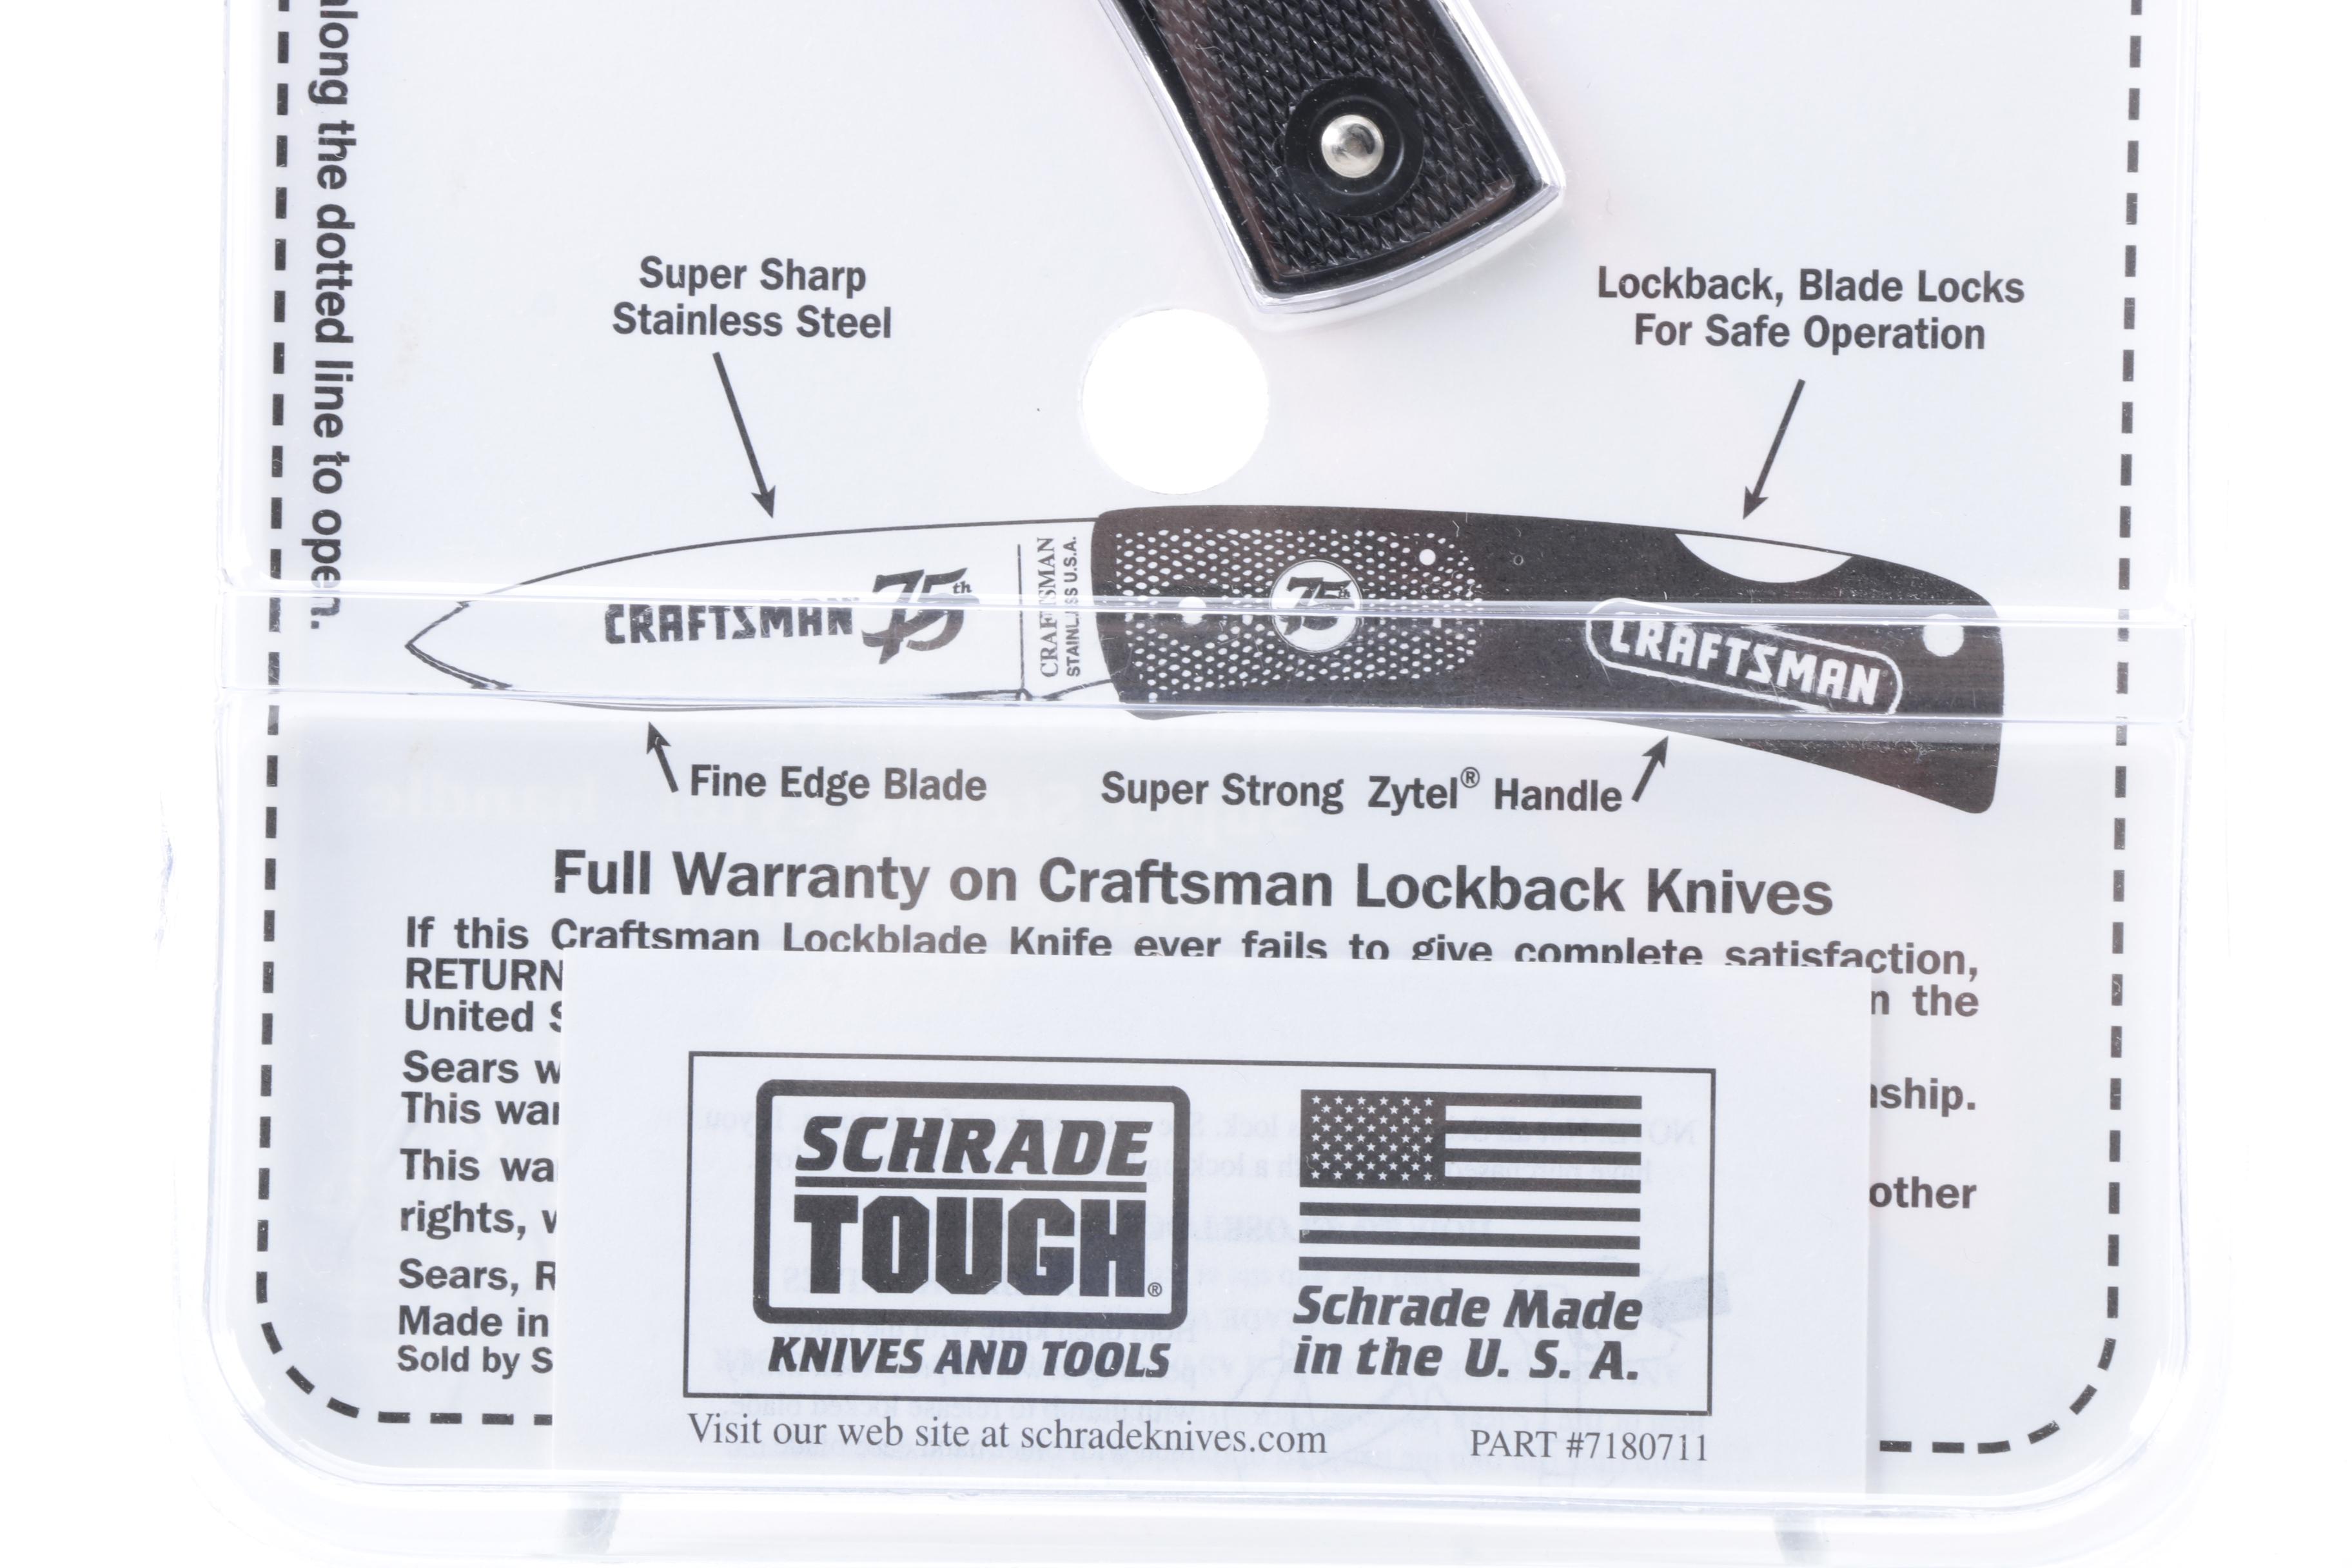 along the dotted line to open.
Super Sharp
Stainless Steel
Lockback, Blade Locks
For Safe Operation
CRAFTSMAN 75th
CRAFTSMAN
STAINLESS U.S.A.
75th
CRAFTSMAN
Fine Edge Blade
Super Strong Zytel® Handle
Full Warranty on Craftsman Lockback Knives
If this Craftsman Lockblade Knife ever fails to give complete satisfaction,
RETURN the
United
Sears
This
This
other
rights,
Sears,
Made in
Sold by
SCHRADE
TOUGH®
KNIVES AND TOOLS
Schrade Made
in the U. S. A.
Visit our web site at schradeknives.com PART #7180711